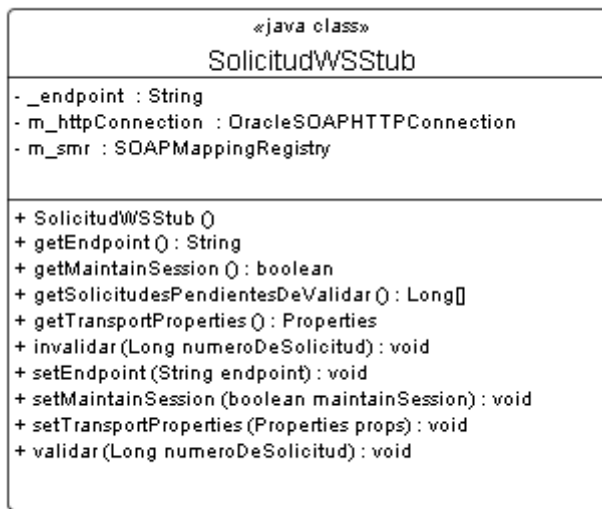 «java class»
SolicitudWSStub
- _endpoint : String
- m_httpConnection : OracleSOAPHTTPConnection
- m_smr : SOAPMappingRegistry
+ SolicitudWSStub ()
+ getEndpoint () : String
+ getMaintainSession () : boolean
+ getSolicitudesPendientesDeValidar () : Long[]
+ getTransportProperties () : Properties
+ invalidar (Long numeroDeSolicitud) : void
+ setEndpoint (String endpoint) : void
+ setMaintainSession (boolean maintainSession) : void
+ setTransportProperties (Properties props) : void
+ validar (Long numeroDeSolicitud) : void